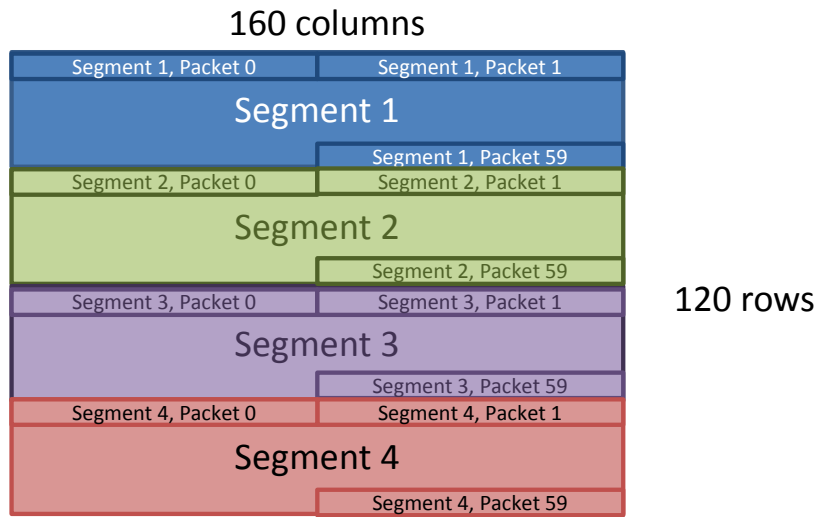 160 columns
Segment 1, Packet 0
Segment 1, Packet 1
Segment 1
Segment 1, Packet 59
Segment 2, Packet 0
Segment 2, Packet 1
Segment 2
Segment 2, Packet 59
Segment 3, Packet 0
Segment 3, Packet 1
120 rows
Segment 3
Segment 3, Packet 59
Segment 4, Packet 0
Segment 4, Packet 1
Segment 4
Segment 4, Packet 59